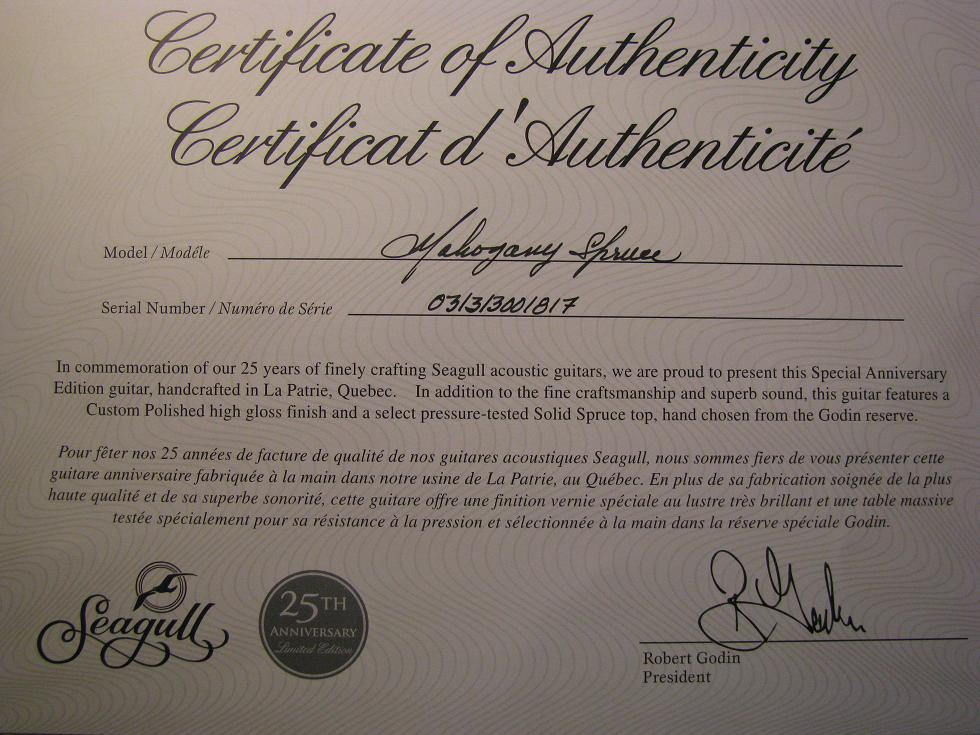 Certificate of Authenticity
Certificat d'Authenticité
Model / Modéle Mahogany Spruce
Serial Number / Numéro de Série 031313001817
In commemoration of our 25 years of finely crafting Seagull acoustic guitars, we are proud to present this Special Anniversary
Edition guitar, handcrafted in La Patrie, Quebec. In addition to the fine craftsmanship and superb sound, this guitar features a
Custom Polished high gloss finish and a select pressure-tested Solid Spruce top, hand chosen from the Godin reserve.
Pour fêter nos 25 années de facture de qualité de nos guitares acoustiques Seagull, nous sommes fiers de vous présenter cette
guitare anniversaire fabriquée à la main dans notre usine de La Patrie, au Québec. En plus de sa fabrication soignée de la plus
haute qualité et de sa superbe sonorité, cette guitare offre une finition vernie spéciale au lustre très brillant et une table massive
testée spécialement pour sa résistance à la pression et sélectionnée à la main dans la réserve spéciale Godin.
Seagull
25TH
ANNIVERSARY
Limited Edition
R Godin
Robert Godin
President